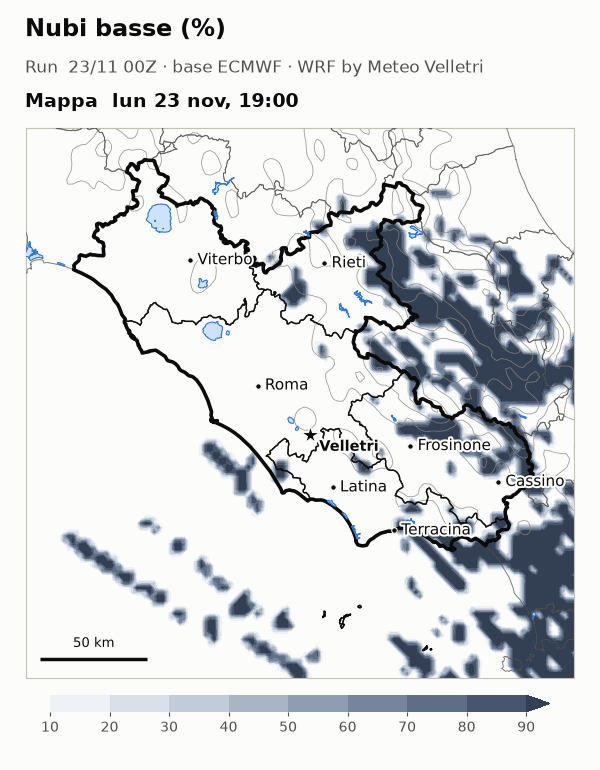 Nubi basse (%)
Run  23/11 00Z · base ECMWF · WRF by Meteo Velletri
Mappa  lun 23 nov, 19:00
Viterbo
Rieti
Roma
Velletri
Frosinone
Cassino
Latina
Terracina
50 km
10 20 30 40 50 60 70 80 90